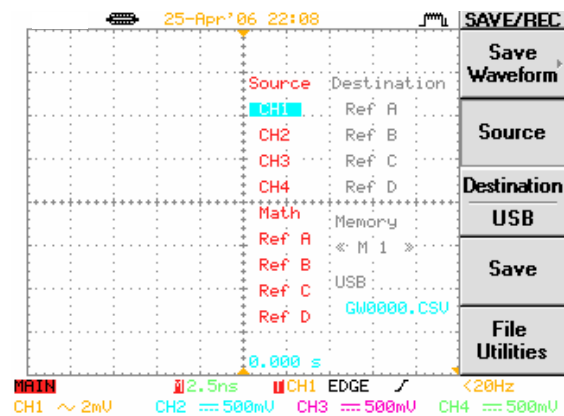 25-Apr'06 22:08
SAVE/REC
Save
Waveform
Source
Destination
USB
Save
File
Utilities
Source
CH1
CH2
CH3
CH4
Math
Ref A
Ref B
Ref C
Ref D
Destination
Ref A
Ref B
Ref C
Ref D
Memory
« M 1 »
USB
GW0000.CSV
0.000 s
MAIN M 2.5ns T CH1 EDGE <20Hz
CH1 ~ 2mV CH2 500mV CH3 500mV CH4 500mV